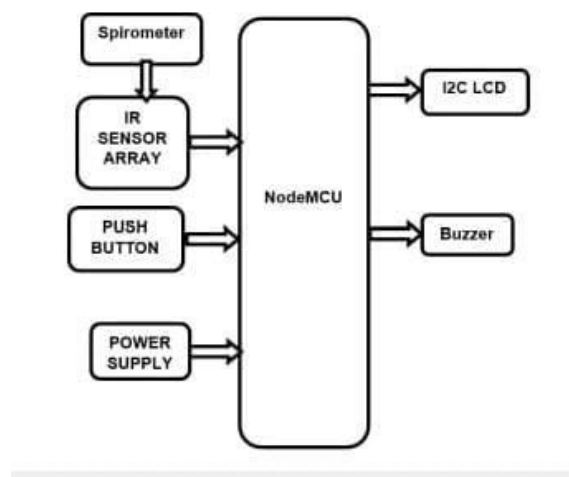 Spirometer
IR
SENSOR
ARRAY
PUSH
BUTTON
POWER
SUPPLY
NodeMCU
I2C LCD
Buzzer